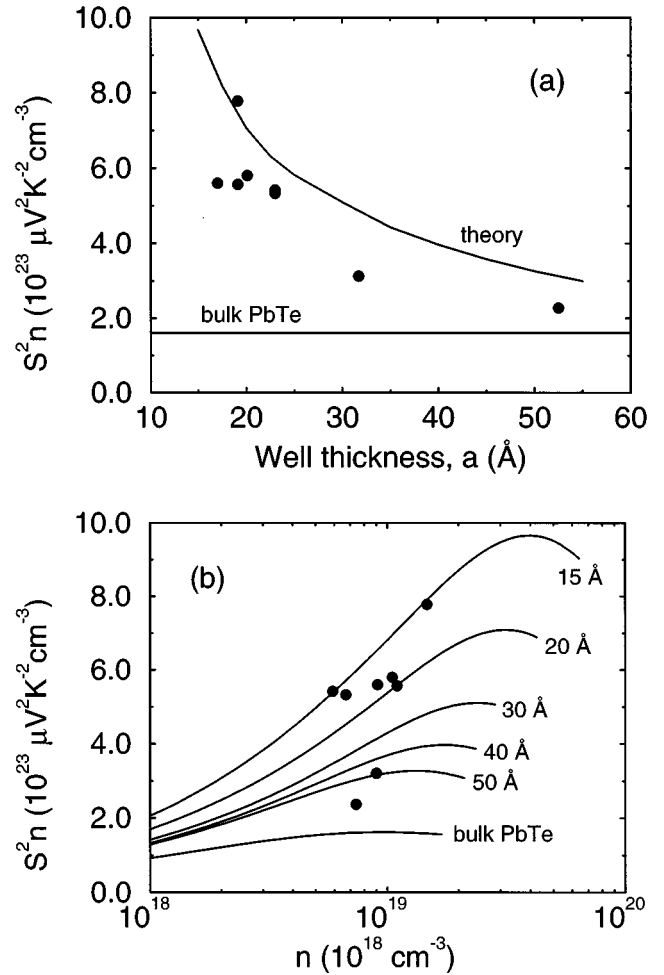 10.0
(a)
8.0
6.0
theory
4.0
bulk PbTe
2.0
0.0
S²n (10²³ μV²K⁻²cm⁻³)
10 20 30 40 50 60
Well thickness, a (Å)
10.0
(b)
15 Å
8.0
20 Å
6.0
30 Å
4.0
40 Å
50 Å
2.0
bulk PbTe
0.0
S²n (10²³ μV²K⁻²cm⁻³)
10¹⁸ 10¹⁹ 10²⁰
n (10¹⁸ cm⁻³)